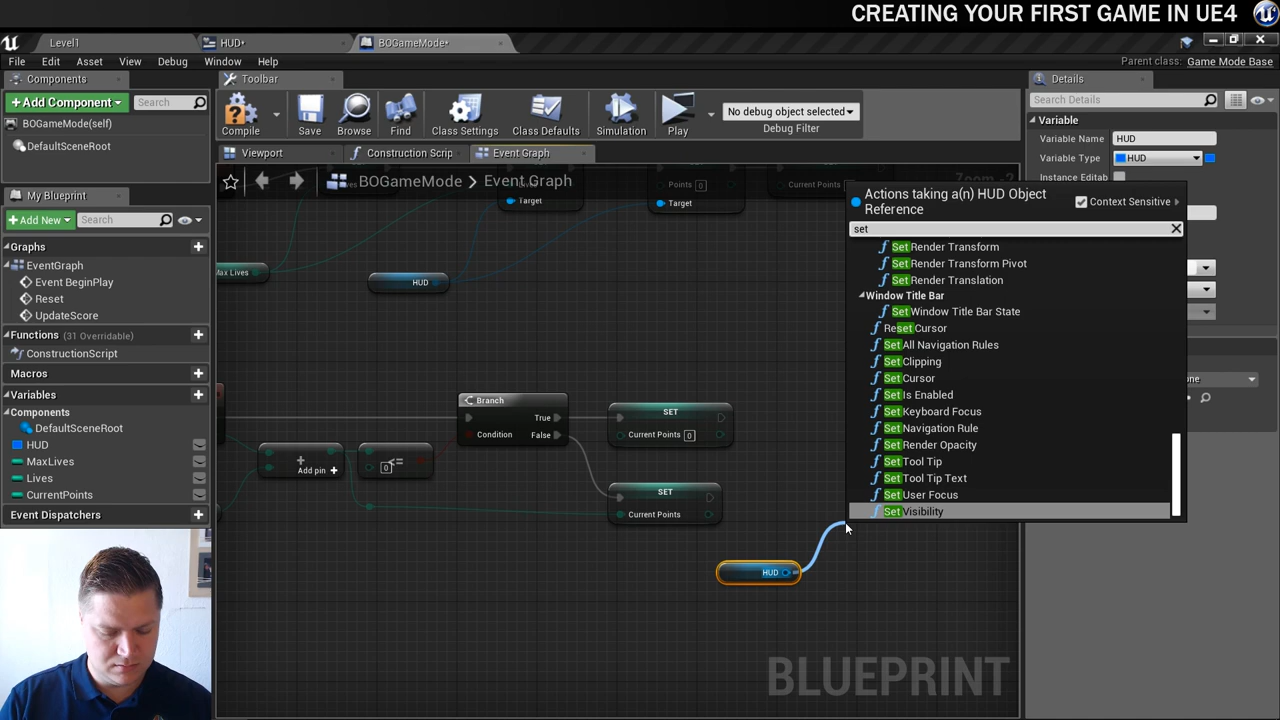 CREATING YOUR FIRST GAME IN UE4
Level1
HUD*
BOGameMode*
File Edit Asset View Debug Window Help
Parent class: Game Mode Base
Components
Toolbar
Details
+ Add Component
Search
Compile
Save
Browse
Find
Class Settings
Class Defaults
Simulation
Play
No debug object selected
Debug Filter
Search Details
BOGameMode(self)
DefaultSceneRoot
Variable
Variable Name HUD
Variable Type HUD
Viewport
Construction Scrip
Event Graph
BOGameMode > Event Graph
My Blueprint
+ Add New
Search
Graphs
EventGraph
Event BeginPlay
Reset
UpdateScore
Functions (31 Overridable)
ConstructionScript
Macros
Variables
Components
DefaultSceneRoot
HUD
MaxLives
Lives
CurrentPoints
Event Dispatchers
Target
Points 0
Target
Current Points
Max Lives
HUD
Branch
True
Condition False
SET
Current Points 0
+
Add pin +
0 <=
SET
Current Points
HUD
BLUEPRINT
Actions taking a(n) HUD Object
Reference
Context Sensitive
set
Set Render Transform
Set Render Transform Pivot
Set Render Translation
Window Title Bar
Set Window Title Bar State
Reset Cursor
Set All Navigation Rules
Set Clipping
Set Cursor
Set Is Enabled
Set Keyboard Focus
Set Navigation Rule
Set Render Opacity
Set Tool Tip
Set Tool Tip Text
Set User Focus
Set Visibility